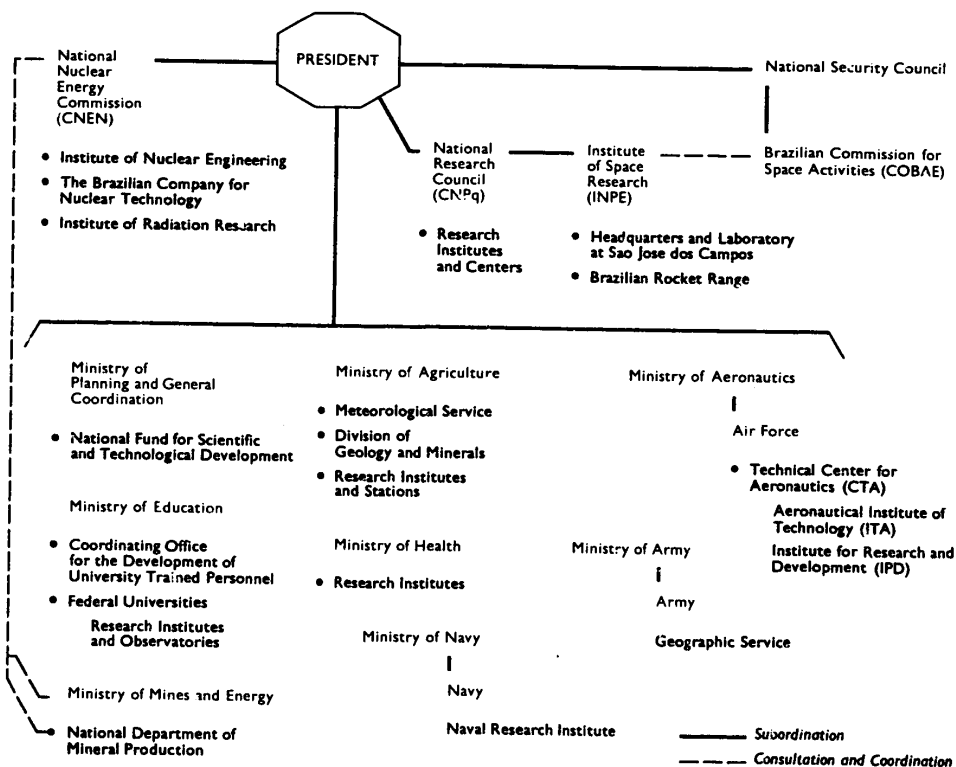 PRESIDENT
National
Nuclear
Energy
Commission
(CNEN)
• Institute of Nuclear Engineering
• The Brazilian Company for
Nuclear Technology
• Institute of Radiation Research
National Security Council
National
Research
Council
(CNPq)
• Research
Institutes
and Centers
Institute
of Space
Research
(INPE)
• Headquarters and Laboratory
at Sao Jose dos Campos
• Brazilian Rocket Range
Brazilian Commission for
Space Activities (COBAE)
Ministry of
Planning and General
Coordination
• National Fund for Scientific
and Technological Development
Ministry of Education
• Coordinating Office
for the Development of
University Trained Personnel
• Federal Universities
Research Institutes
and Observatories
Ministry of Mines and Energy
• National Department of
Mineral Production
Ministry of Agriculture
• Meteorological Service
• Division of
Geology and Minerals
• Research Institutes
and Stations
Ministry of Health
• Research Institutes
Ministry of Navy
Navy
Naval Research Institute
Ministry of Aeronautics
Air Force
• Technical Center for
Aeronautics (CTA)
Aeronautical Institute of
Technology (ITA)
Institute for Research and
Development (IPD)
Ministry of Army
Army
Geographic Service
Subordination
Consultation and Coordination